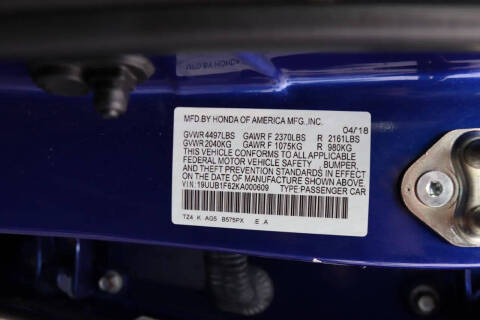 MFD.BY HONDA OF AMERICA MFG.,INC.
04/18
GVWR 4497LBS GAWR F 2370LBS R 2161LBS
GVWR 2040KG GAWR F 1075KG R 980KG
THIS VEHICLE CONFORMS TO ALL APPLICABLE
FEDERAL MOTOR VEHICLE SAFETY , BUMPER,
AND THEFT PREVENTION STANDARDS IN EFFECT
ON THE DATE OF MANUFACTURE SHOWN ABOVE.
VIN:19UUB1F62KA000609 TYPE:PASSENGER CAR
TZ4 K AG5 B575PX E A